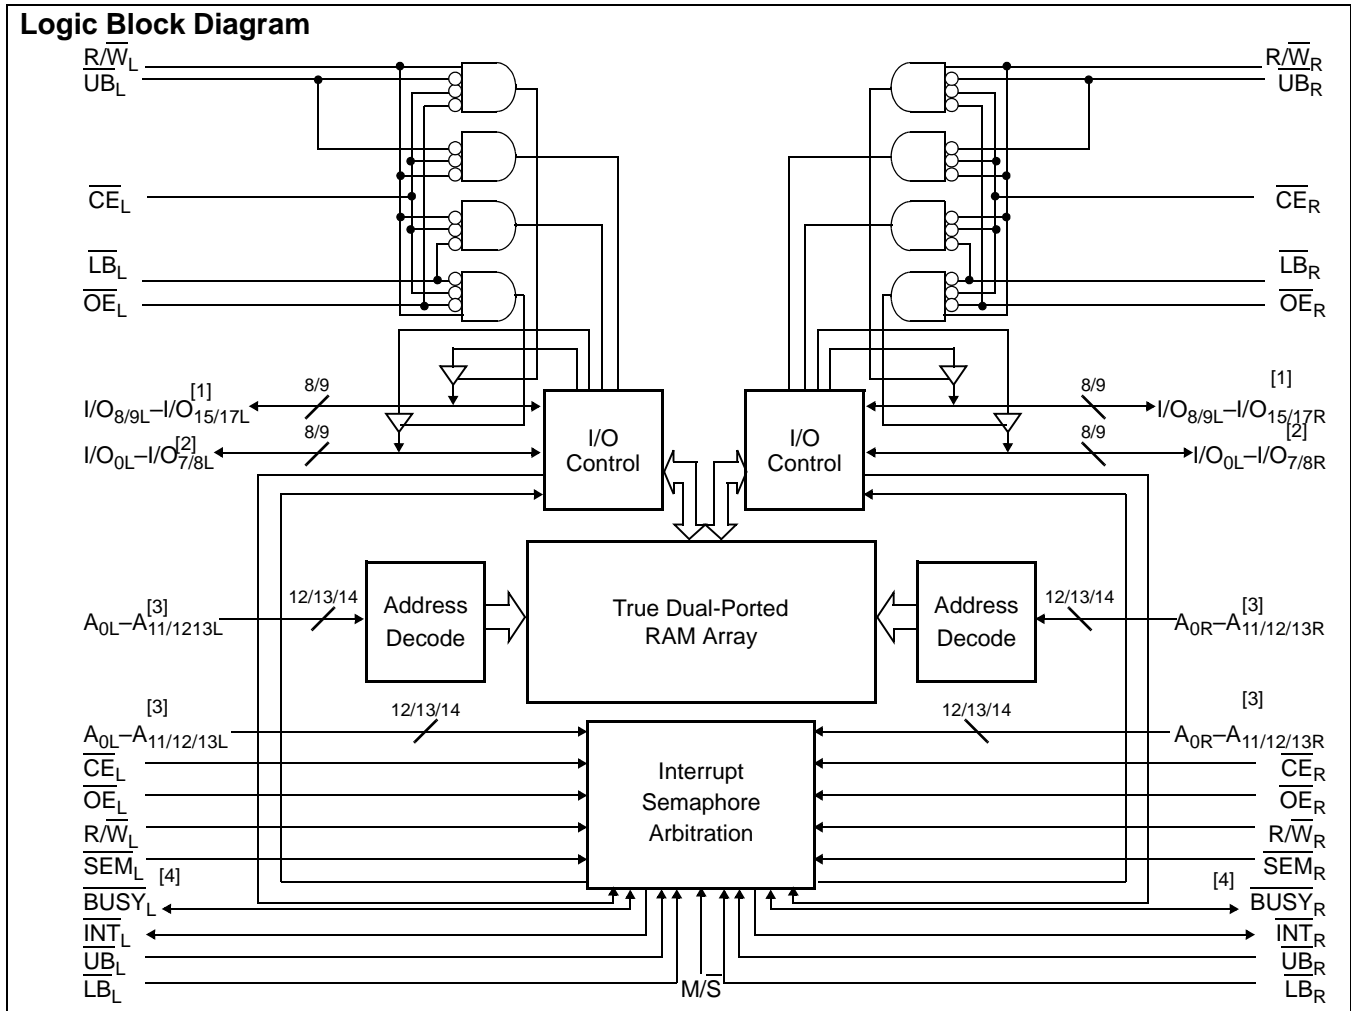 Logic Block Diagram
R/W̅L
R/W̅R
U̅B̅L
U̅B̅R
C̅E̅L
C̅E̅R
L̅B̅L
L̅B̅R
O̅E̅L
O̅E̅R
I/O8/9L–I/O15/17L[1]
8/9
8/9
[1]
I/O8/9L–I/O15/17R
I/O0L–I/O7/8L[2]
8/9
8/9
[2]
I/O0L–I/O7/8R
I/O
Control
I/O
Control
A0L–A11/1213L[3]
12/13/14
Address
Decode
True Dual-Ported
RAM Array
Address
Decode
12/13/14
[3]
A0R–A11/12/13R
[3]
A0L–A11/12/13L
12/13/14
12/13/14
[3]
A0R–A11/12/13R
C̅E̅L
C̅E̅R
Interrupt
Semaphore
Arbitration
O̅E̅L
O̅E̅R
R/W̅L
R/W̅R
S̅E̅M̅L
S̅E̅M̅R
B̅U̅S̅Y̅L[4]
[4]
B̅U̅S̅Y̅R
I̅N̅T̅L
I̅N̅T̅R
U̅B̅L
U̅B̅R
L̅B̅L
M/S̅
L̅B̅R